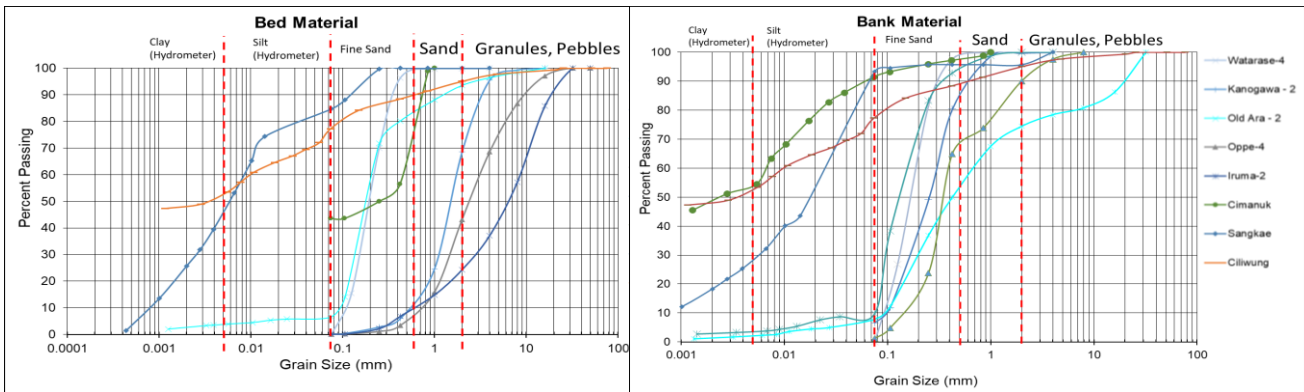 Bed Material
Clay
(Hydrometer)
Silt
(Hydrometer)
Fine Sand
Sand
Granules, Pebbles
100
90
80
70
60
50
40
30
20
10
0
Percent Passing
0.0001
0.001
0.01
0.1
1
10
100
Grain Size (mm)
Bank Material
Clay
(Hydrometer)
Silt
(Hydrometer)
Fine Sand
Sand
Granules, Pebbles
100
90
80
70
60
50
40
30
20
10
0
Percent Passing
0.001
0.01
0.1
1
10
100
Grain Size (mm)
Watarase-4
Kanogawa - 2
Old Ara - 2
Oppe-4
Iruma-2
Cimanuk
Sangkae
Ciliwung